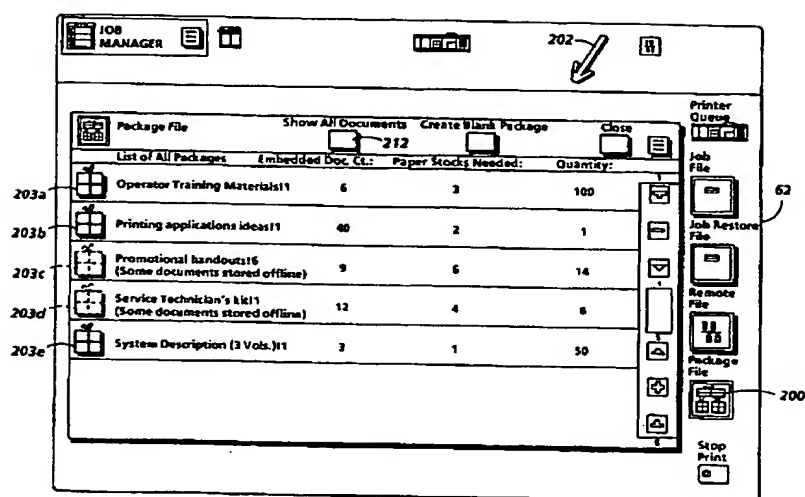 JOB
MANAGER
202
Printer
Queue
Package File
Show All Documents
Create Blank Package
Close
212
List of All Packages
Embedded Doc. Ct.:
Paper Stocks Needed:
Quantity:
Job
File
203a
Operator Training Materials!1
6
3
100
62
203b
Printing applications ideas!1
40
2
1
Job Restore
File
203c
Promotional handouts!6
(Some documents stored offline)
9
6
14
Remote
File
203d
Service Technician's kit!1
(Some documents stored offline)
12
4
6
203e
System Description (3 Vols.)!1
3
1
50
Package
File
200
Stop
Print